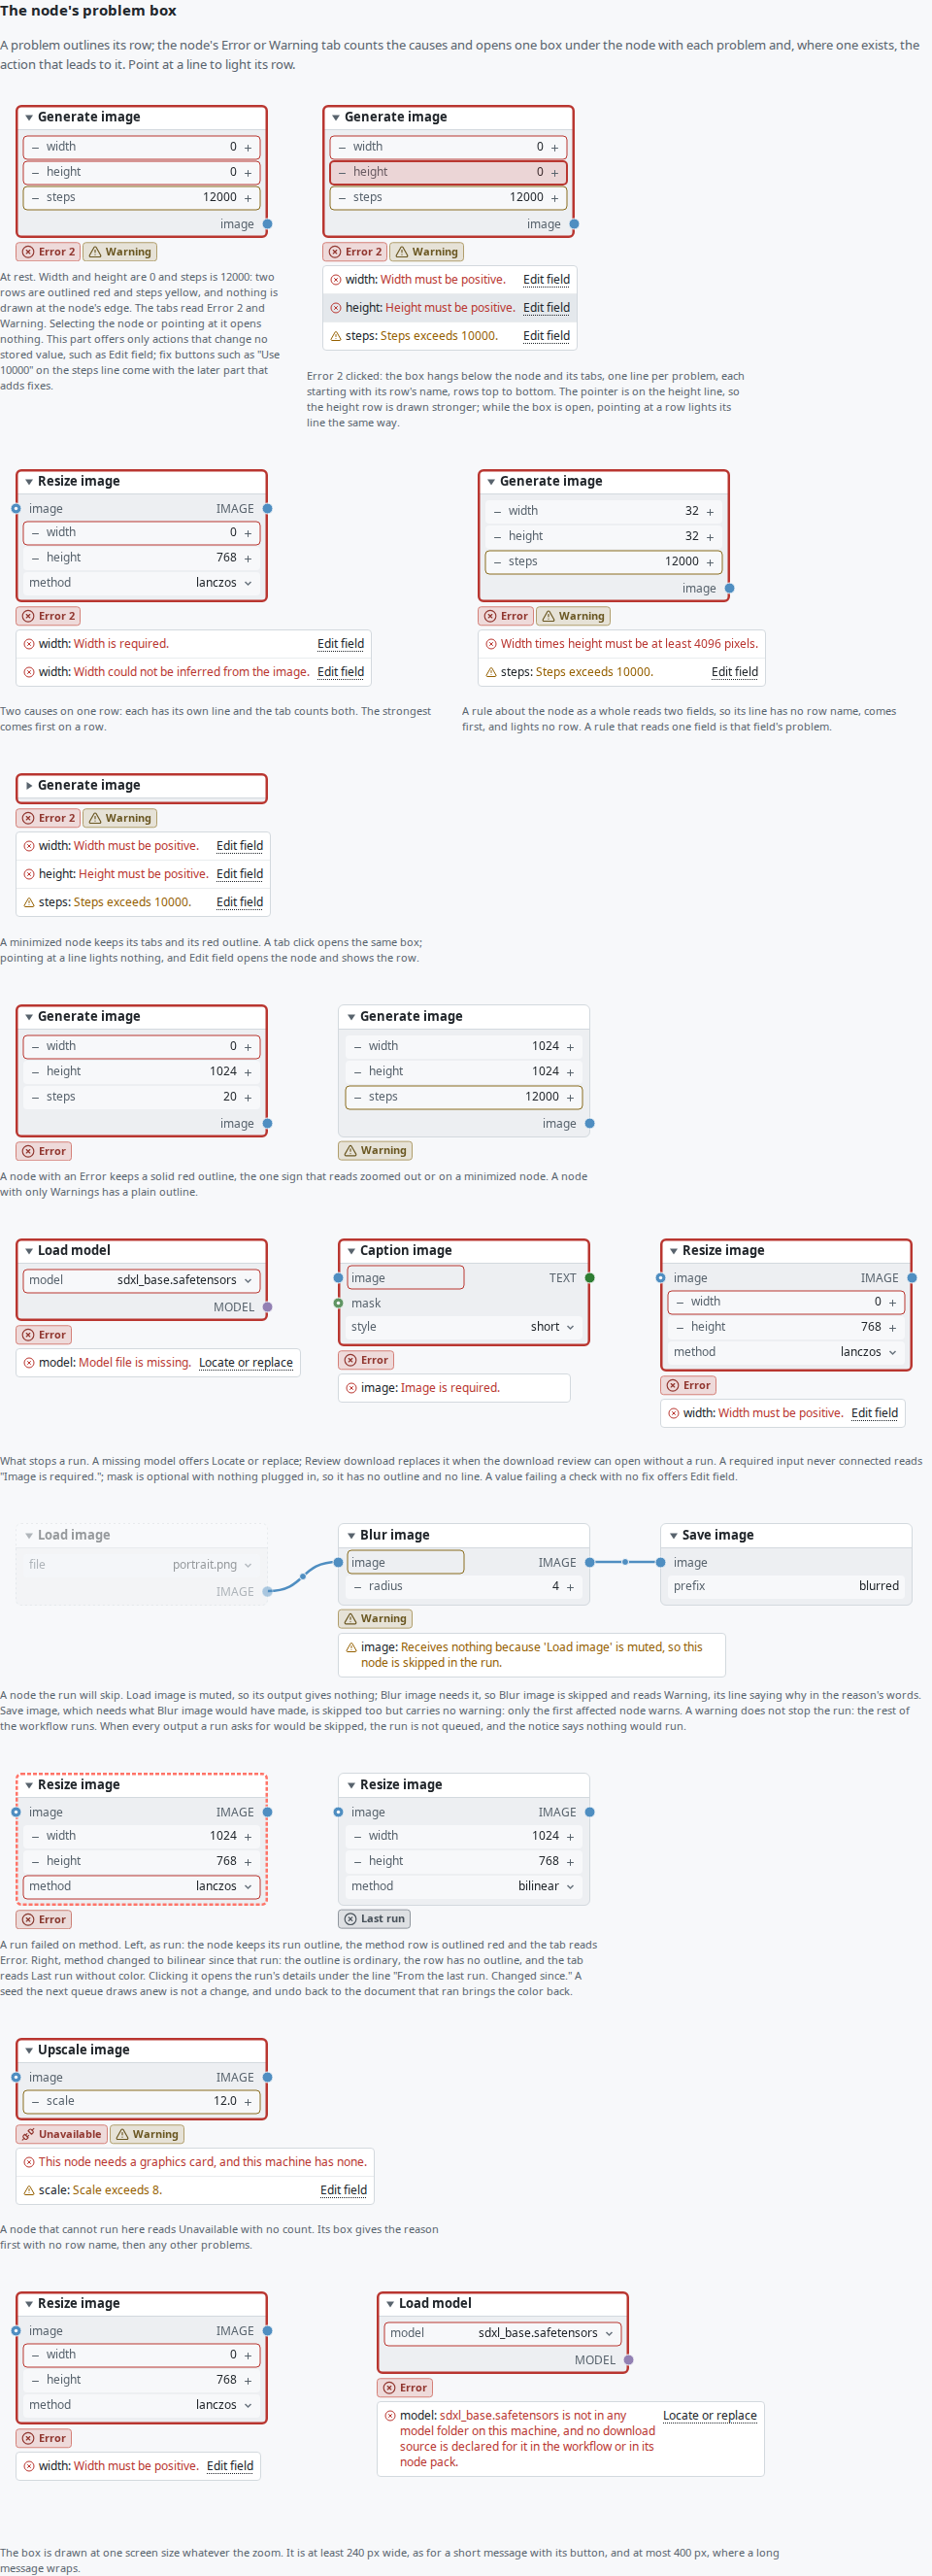 The node's problem box
A problem outlines its row; the node's Error or Warning tab counts the causes and opens one box under the node with each problem and, where one exists, the
action that leads to it. Point at a line to light its row.
Generate image
– width 0 +
– height 0 +
– steps 12000 +
image
Error 2 Warning
At rest. Width and height are 0 and steps is 12000: two
rows are outlined red and steps yellow, and nothing is
drawn at the node's edge. The tabs read Error 2 and
Warning. Selecting the node or pointing at it opens
nothing. This part offers only actions that change no
stored value, such as Edit field; fix buttons such as "Use
10000" on the steps line come with the later part that
adds fixes.
Generate image
– width 0 +
– height 0 +
– steps 12000 +
image
Error 2 Warning
width: Width must be positive. Edit field
height: Height must be positive. Edit field
steps: Steps exceeds 10000. Edit field
Error 2 clicked: the box hangs below the node and its tabs, one line per problem, each
starting with its row's name, rows top to bottom. The pointer is on the height line, so
the height row is drawn stronger; while the box is open, pointing at a row lights its
line the same way.
Resize image
image IMAGE
– width 0 +
– height 768 +
method lanczos
Error 2
width: Width is required. Edit field
width: Width could not be inferred from the image. Edit field
Two causes on one row: each has its own line and the tab counts both. The strongest
comes first on a row.
Generate image
– width 32 +
– height 32 +
– steps 12000 +
image
Error Warning
Width times height must be at least 4096 pixels.
steps: Steps exceeds 10000. Edit field
A rule about the node as a whole reads two fields, so its line has no row name, comes
first, and lights no row. A rule that reads one field is that field's problem.
Generate image
Error 2 Warning
width: Width must be positive. Edit field
height: Height must be positive. Edit field
steps: Steps exceeds 10000. Edit field
A minimized node keeps its tabs and its red outline. A tab click opens the same box;
pointing at a line lights nothing, and Edit field opens the node and shows the row.
Generate image
– width 0 +
– height 1024 +
– steps 20 +
image
Error
Generate image
– width 1024 +
– height 1024 +
– steps 12000 +
image
Warning
A node with an Error keeps a solid red outline, the one sign that reads zoomed out or on a minimized node. A node
with only Warnings has a plain outline.
Load model
model sdxl_base.safetensors
MODEL
Error
model: Model file is missing. Locate or replace
Caption image
image TEXT
mask
style short
Error
image: Image is required.
Resize image
image IMAGE
– width 0 +
– height 768 +
method lanczos
Error
width: Width must be positive. Edit field
What stops a run. A missing model offers Locate or replace; Review download replaces it when the download review can open without a run. A required input never connected reads
"Image is required."; mask is optional with nothing plugged in, so it has no outline and no line. A value failing a check with no fix offers Edit field.
Load image
file portrait.png
IMAGE
Blur image
image IMAGE
– radius 4 +
Warning
image: Receives nothing because 'Load image' is muted, so this
node is skipped in the run.
Save image
image
prefix blurred
A node the run will skip. Load image is muted, so its output gives nothing; Blur image needs it, so Blur image is skipped and reads Warning, its line saying why in the reason's words.
Save image, which needs what Blur image would have made, is skipped too but carries no warning: only the first affected node warns. A warning does not stop the run: the rest of
the workflow runs. When every output a run asks for would be skipped, the run is not queued, and the notice says nothing would run.
Resize image
image IMAGE
– width 1024 +
– height 768 +
method lanczos
Error
Resize image
image IMAGE
– width 1024 +
– height 768 +
method bilinear
Last run
A run failed on method. Left, as run: the node keeps its run outline, the method row is outlined red and the tab reads
Error. Right, method changed to bilinear since that run: the outline is ordinary, the row has no outline, and the tab
reads Last run without color. Clicking it opens the run's details under the line "From the last run. Changed since." A
seed the next queue draws anew is not a change, and undo back to the document that ran brings the color back.
Upscale image
image IMAGE
– scale 12.0 +
Unavailable Warning
This node needs a graphics card, and this machine has none.
scale: Scale exceeds 8. Edit field
A node that cannot run here reads Unavailable with no count. Its box gives the reason
first with no row name, then any other problems.
Resize image
image IMAGE
– width 0 +
– height 768 +
method lanczos
Error
width: Width must be positive. Edit field
Load model
model sdxl_base.safetensors
MODEL
Error
model: sdxl_base.safetensors is not in any Locate or replace
model folder on this machine, and no download
source is declared for it in the workflow or in its
node pack.
The box is drawn at one screen size whatever the zoom. It is at least 240 px wide, as for a short message with its button, and at most 400 px, where a long
message wraps.